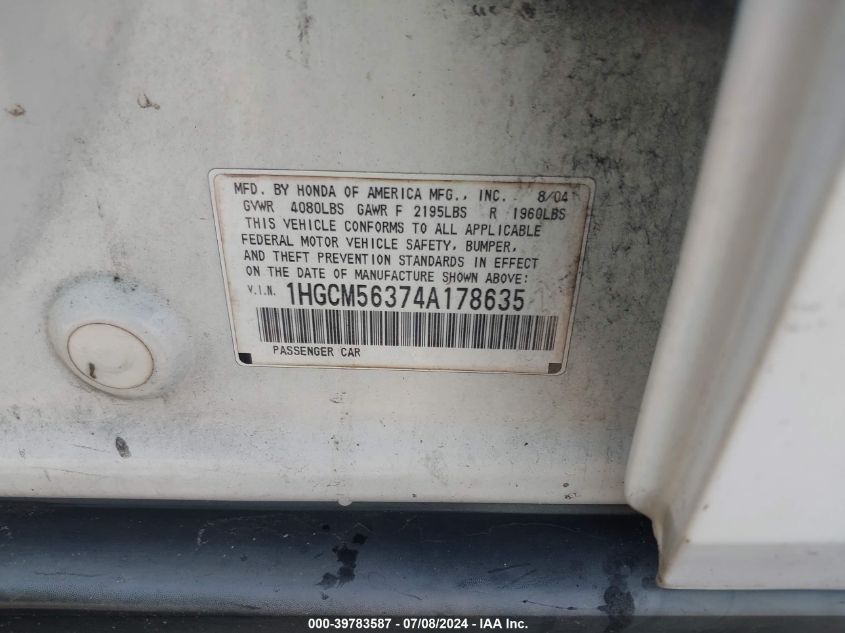 MFD. BY HONDA OF AMERICA MFG., INC. 8/04
GVWR 4080LBS GAWR F 2195LBS R 1960LBS
THIS VEHICLE CONFORMS TO ALL APPLICABLE
FEDERAL MOTOR VEHICLE SAFETY, BUMPER,
AND THEFT PREVENTION STANDARDS IN EFFECT
ON THE DATE OF MANUFACTURE SHOWN ABOVE:
V.I.N. 1HGCM56374A178635
PASSENGER CAR
000-39783587 - 07/08/2024 - IAA Inc.